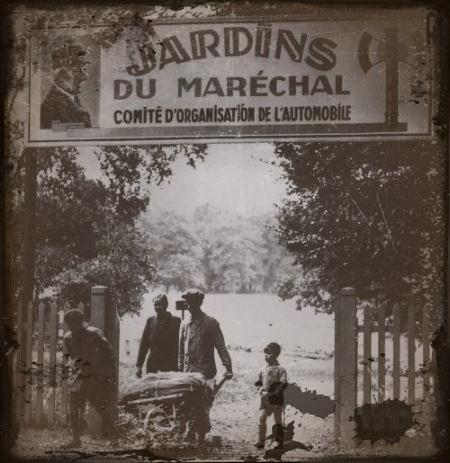 JARDINS
DU MARÉCHAL
COMITÉ D'ORGANISATION DE L'AUTOMOBILE